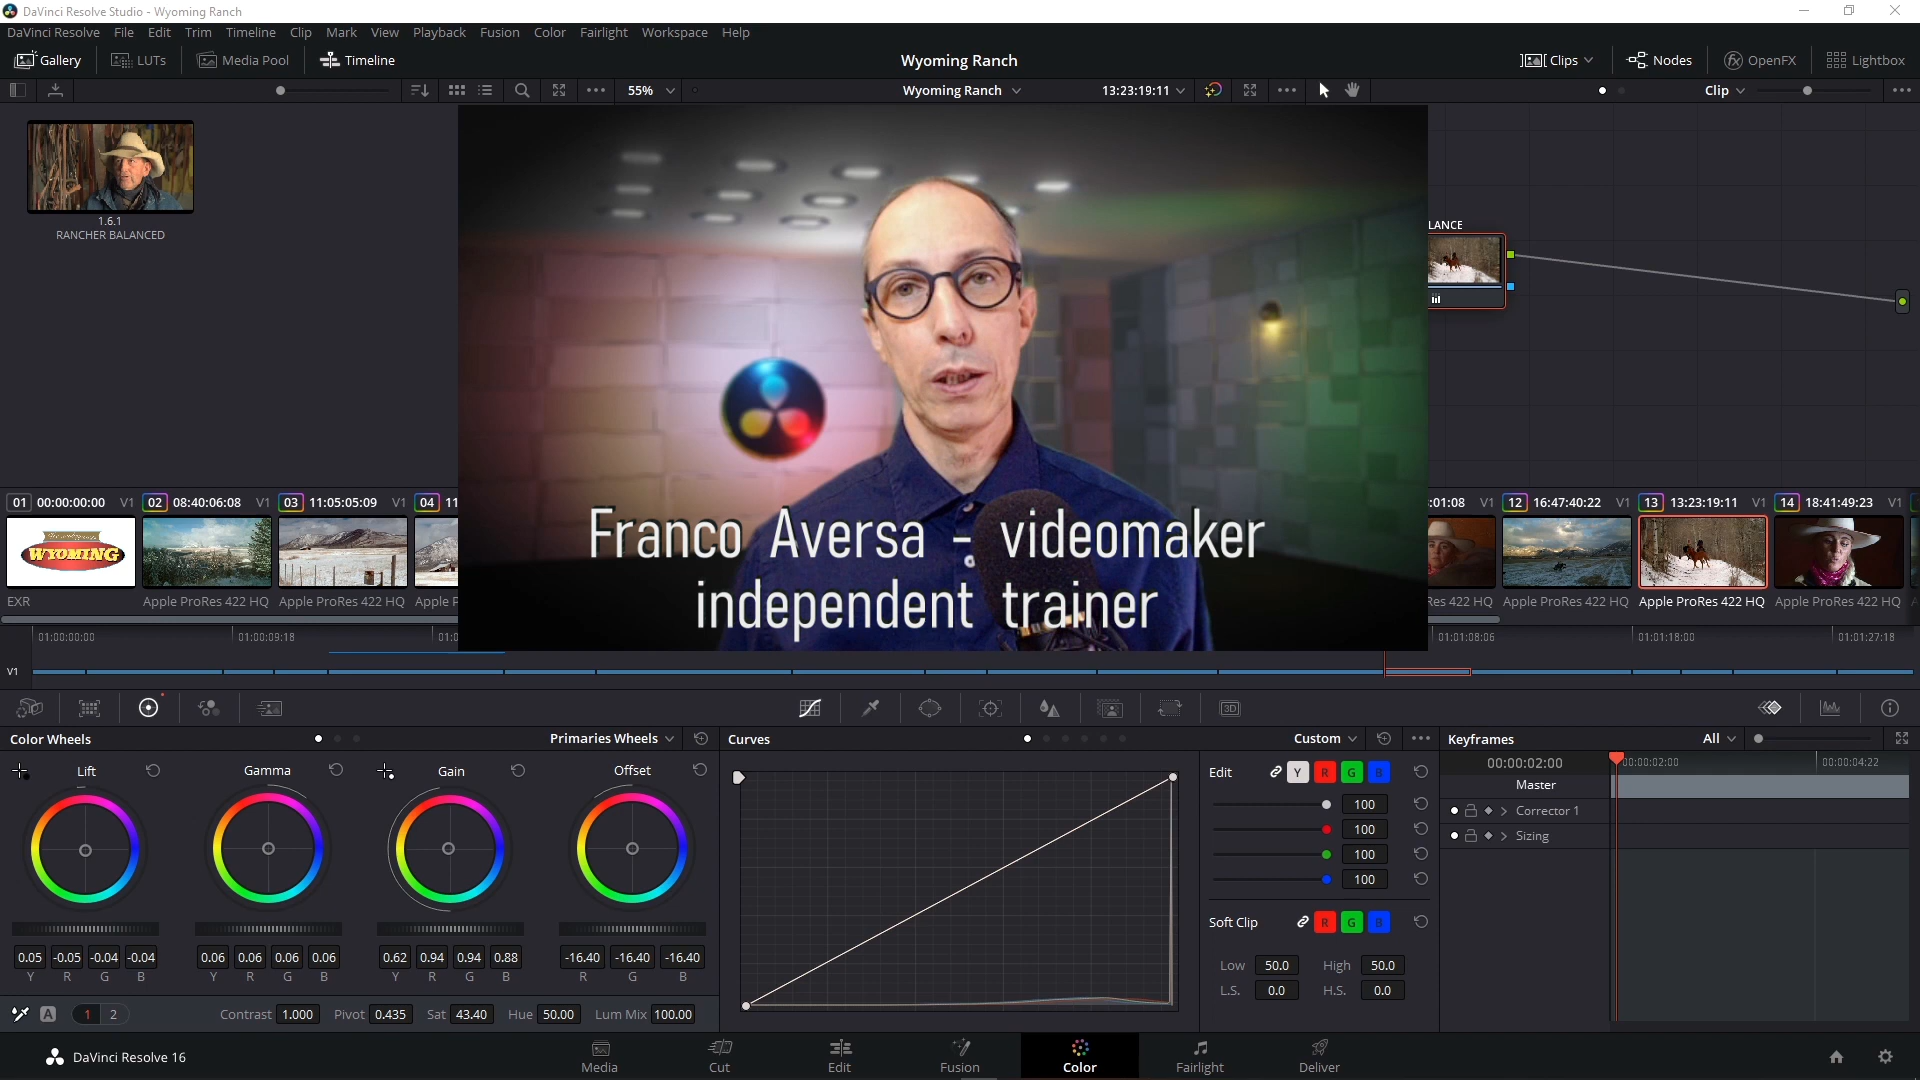 DaVinci Resolve Studio - Wyoming Ranch
DaVinci Resolve File Edit Trim Timeline Clip Mark View Playback Fusion Color Fairlight Workspace Help
Gallery LUTs Media Pool Timeline Wyoming Ranch Clips Nodes OpenFX Lightbox
55% Wyoming Ranch 13:23:19:11 Clip
1.6.1
RANCHER BALANCED
LANCE
Franco Aversa - videomaker
independent trainer
01 00:00:00:00 V1 02 08:40:06:08 V1 03 11:05:05:09 V1 04 11 :01:08 V1 12 16:47:40:22 V1 13 13:23:19:11 V1 14 18:41:49:23 V1
WYOMING
EXR Apple ProRes 422 HQ Apple ProRes 422 HQ Apple P Res 422 HQ Apple ProRes 422 HQ Apple ProRes 422 HQ Apple ProRes 422 HQ
01:00:00:00 01:00:09:18 01:0 01:01:08:06 01:01:18:00 01:01:27:18
V1
3D
Color Wheels Primaries Wheels Curves Custom Keyframes All
Lift Gamma Gain Offset
Edit Y R G B
100
100
100
100
Soft Clip R G B
Low 50.0 High 50.0
L.S. 0.0 H.S. 0.0
00:00:02:00 00:00:02:00 00:00:04:22
Master
Corrector 1
Sizing
0.05 -0.05 -0.04 -0.04 0.06 0.06 0.06 0.06 0.62 0.94 0.94 0.88 -16.40 -16.40 -16.40
Y R G B Y R G B Y R G B R G B
A 1 2 Contrast 1.000 Pivot 0.435 Sat 43.40 Hue 50.00 Lum Mix 100.00
DaVinci Resolve 16 Media Cut Edit Fusion Color Fairlight Deliver